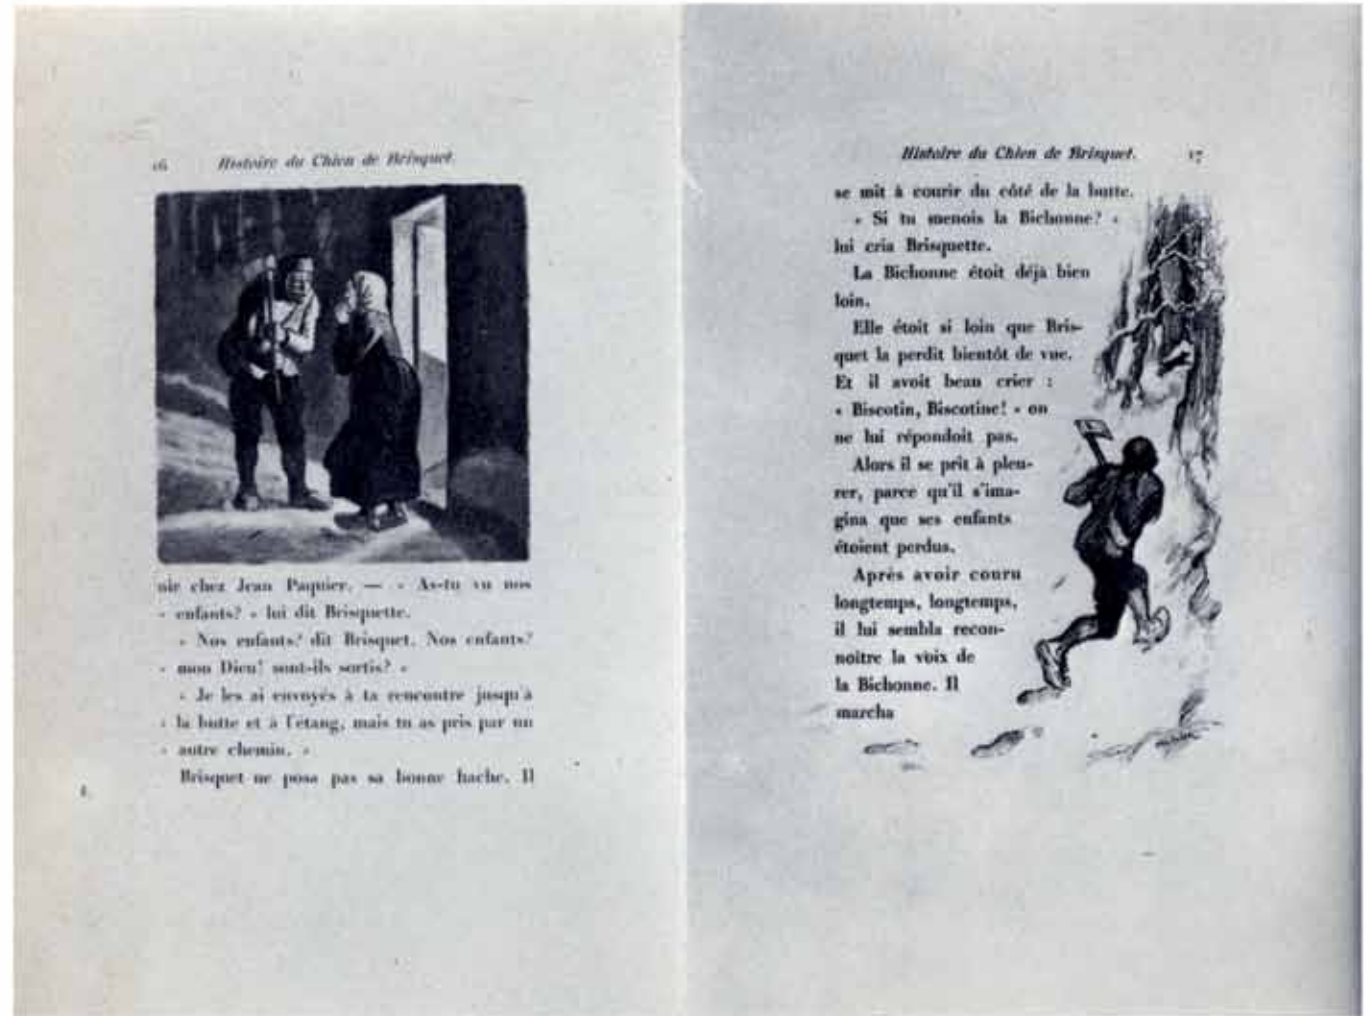 16 Histoire du Chien de Brisquet.
nir chez Jean Paquier. — « As-tu vu nos
« enfants? » lui dit Brisquette.
« Nos enfants? dit Brisquet. Nos enfants?
« mon Dieu! sont-ils sortis? »
« Je les ai envoyés à ta rencontre jusqu'à
« la butte et à l'étang, mais tu as pris par un
« autre chemin. »
Brisquet ne posa pas sa bonne hache. Il
Histoire du Chien de Brisquet. 17
se mit à courir du côté de la butte.
« Si tu menois la Bichonne? »
lui cria Brisquette.
La Bichonne étoit déjà bien
loin.
Elle étoit si loin que Bris-
quet la perdit bientôt de vue.
Et il avoit beau crier :
« Biscotin, Biscotine! » on
ne lui répondoit pas.
Alors il se prit à pleu-
rer, parce qu'il s'ima-
gina que ses enfants
étoient perdus.
Après avoir couru
longtemps, longtemps,
il lui sembla recon-
noître la voix de
la Bichonne. Il
marcha